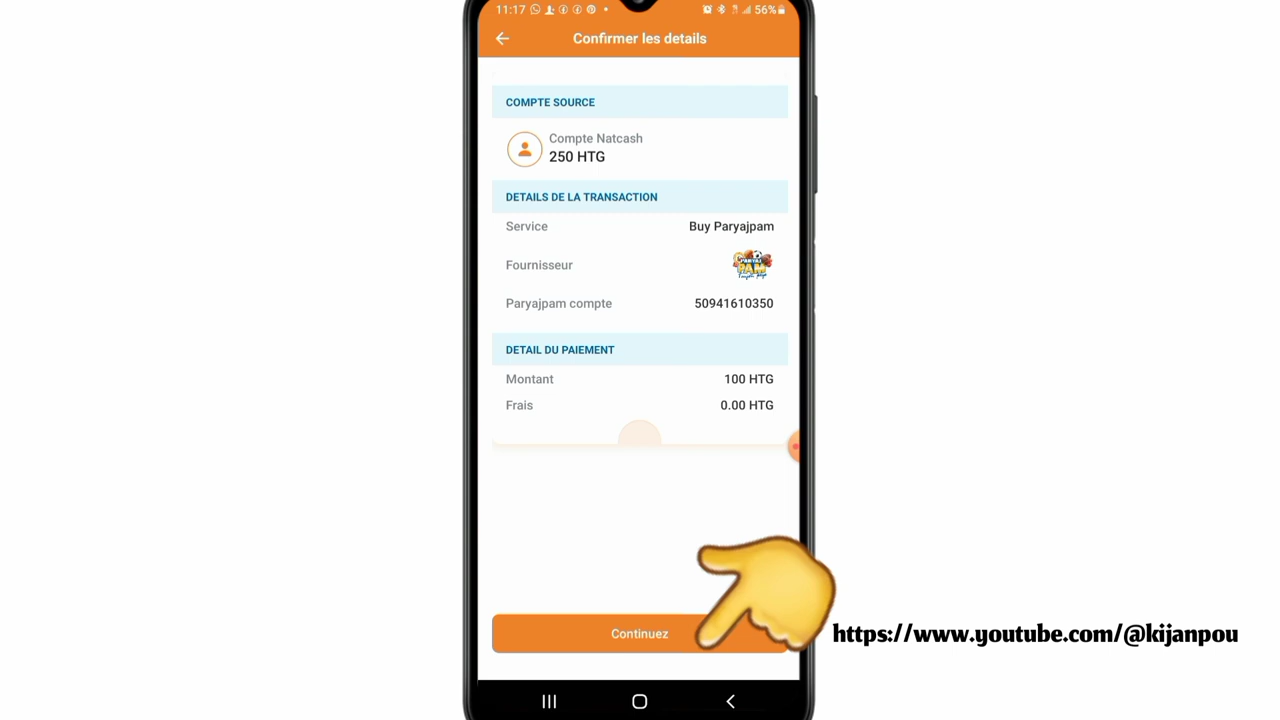 11:17
56%
Confirmer les details
COMPTE SOURCE
Compte Natcash
250 HTG
DETAILS DE LA TRANSACTION
Service Buy Paryajpam
Fournisseur
PARYAJ
PAM
Paryajpam compte 50941610350
DETAIL DU PAIEMENT
Montant 100 HTG
Frais 0.00 HTG
Continuez
https://www.youtube.com/@kijanpou